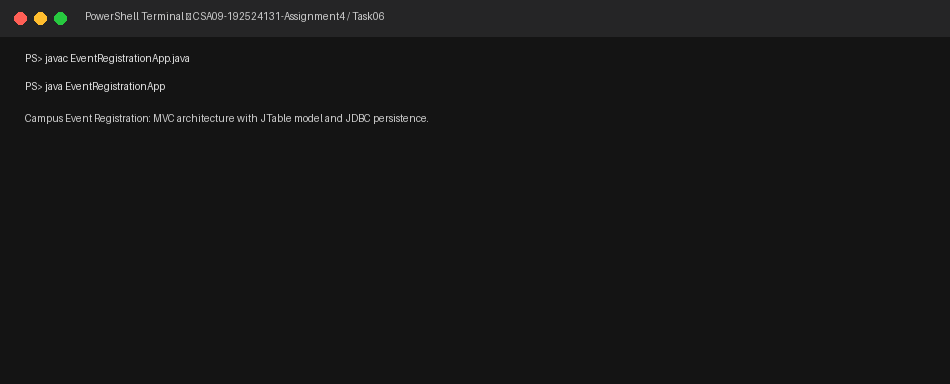 PowerShell Terminal CSA09-192524131-Assignment4 / Task06
PS> javac EventRegistrationApp.java
PS> java EventRegistrationApp
Campus Event Registration: MVC architecture with JTable model and JDBC persistence.